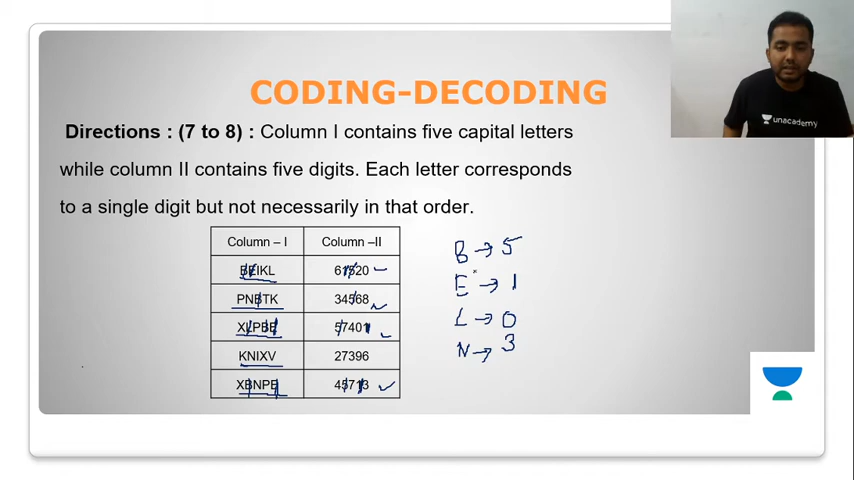 CODING-DECODING
Directions : (7 to 8) : Column I contains five capital letters
while column II contains five digits. Each letter corresponds
to a single digit but not necessarily in that order.
Column – I Column –II
BEIKL 61520
PNBTK 34568
XLPBE 57401
KNIXV 27396
XBNPE 45713
B → 5
E → 1
L → 0
N → 3
unacademy